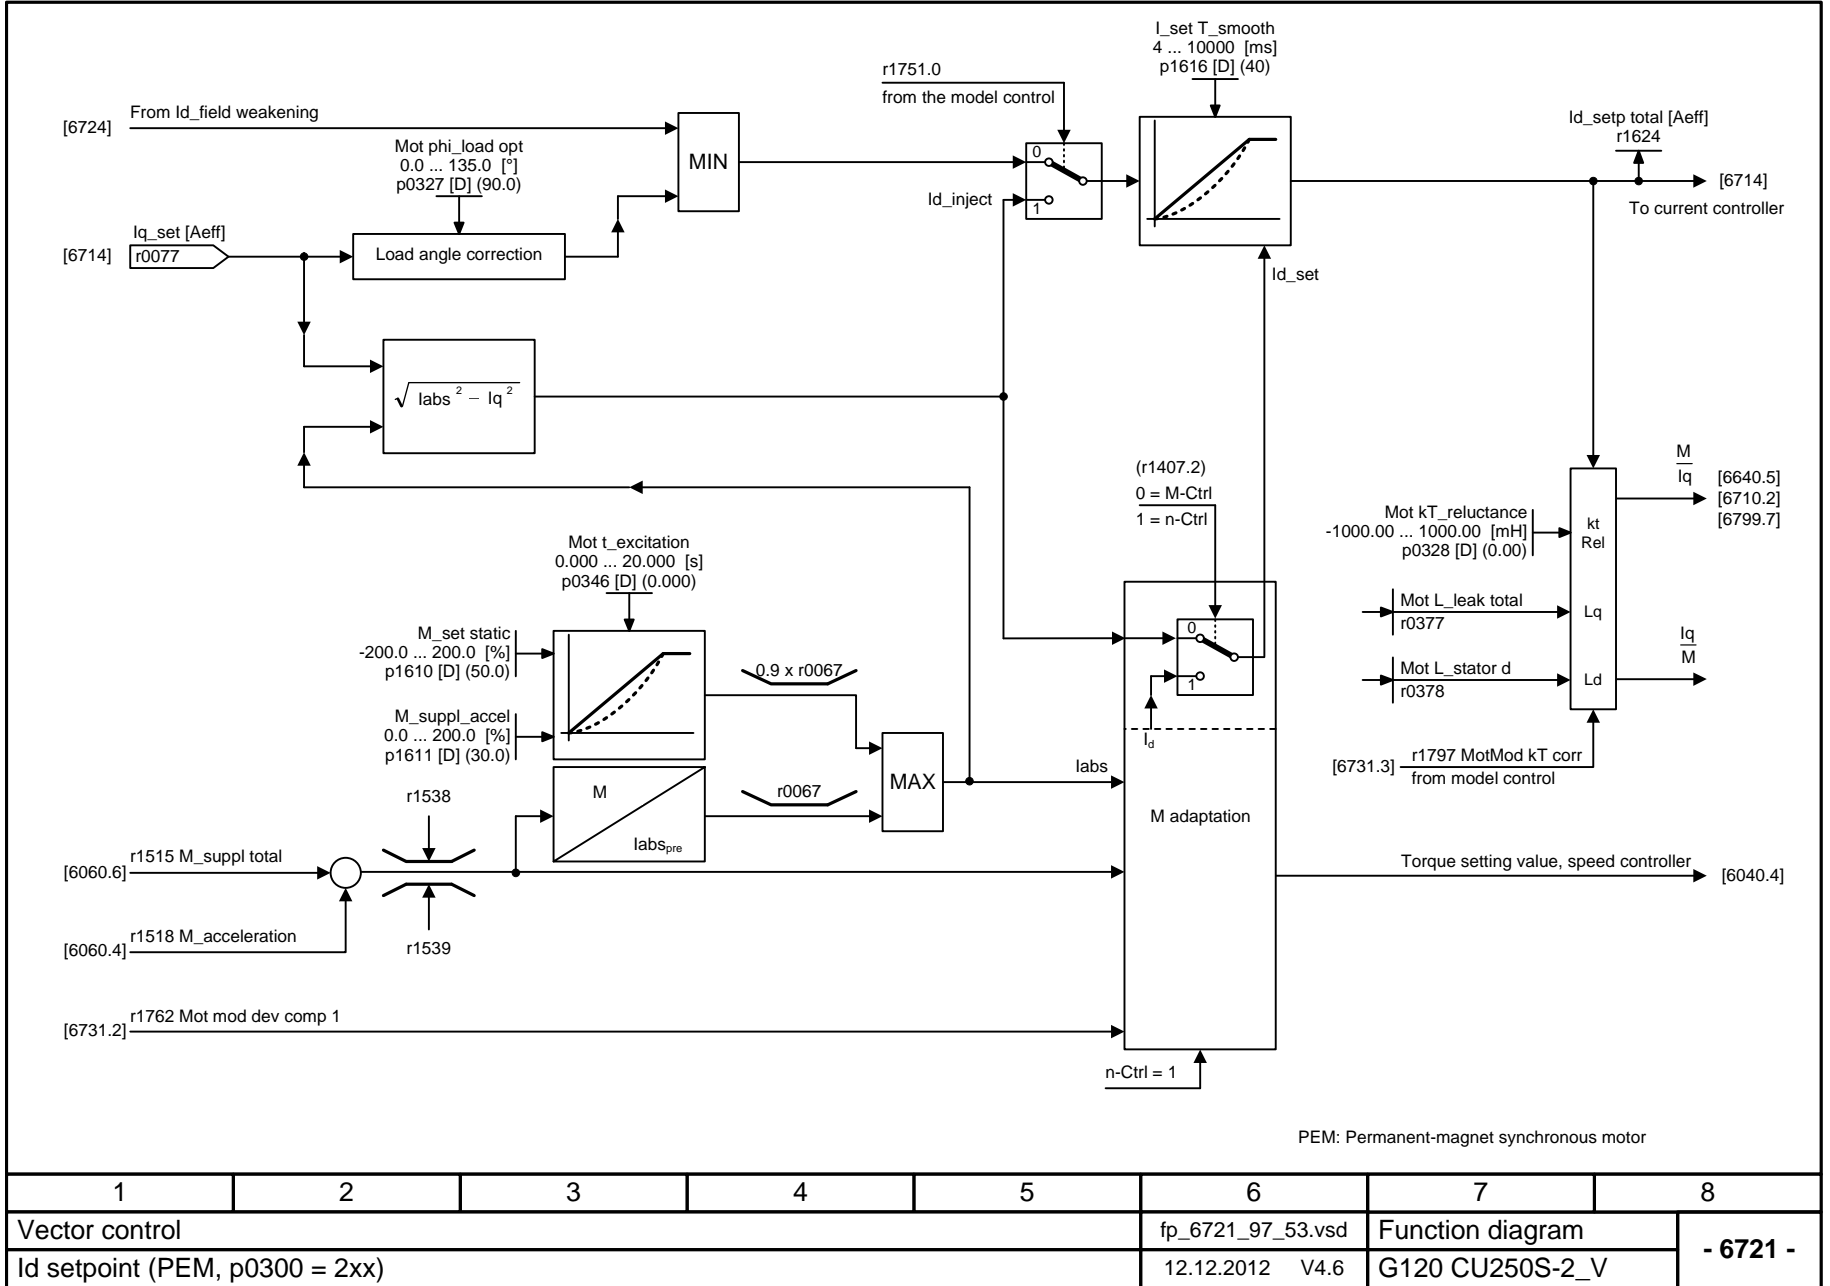 I_set T_smooth
4 ... 10000 [ms]
p1616 [D] (40)
r1751.0
from the model control
[6724]
From Id_field weakening
Mot phi_load opt
0.0 ... 135.0 [°]
p0327 [D] (90.0)
MIN
0
1
Id_inject
Id_setp total [Aeff]
r1624
[6714]
To current controller
Iq_set [Aeff]
[6714]
r0077
Load angle correction
Id_set
√ Iabs ² – Iq ²
(r1407.2)
0 = M-Ctrl
1 = n-Ctrl
M
Iq
[6640.5]
[6710.2]
[6799.7]
Mot kT_reluctance
-1000.00 ... 1000.00 [mH]
p0328 [D] (0.00)
kt
Rel
Mot t_excitation
0.000 ... 20.000 [s]
p0346 [D] (0.000)
Mot L_leak total
r0377
Lq
M_set static
-200.0 ... 200.0 [%]
p1610 [D] (50.0)
0.9 x r0067
0
1
Iq
M
Mot L_stator d
r0378
Ld
M_suppl_accel
0.0 ... 200.0 [%]
p1611 [D] (30.0)
Id
[6731.3]
r1797 MotMod kT corr
from model control
Iabs
MAX
r1538
M
Iabspre
r0067
M adaptation
[6060.6]
r1515 M_suppl total
Torque setting value, speed controller
[6040.4]
[6060.4]
r1518 M_acceleration
r1539
[6731.2]
r1762 Mot mod dev comp 1
n-Ctrl = 1
PEM: Permanent-magnet synchronous motor
1 2 3 4 5 6 7 8
Vector control
fp_6721_97_53.vsd
Function diagram
- 6721 -
Id setpoint (PEM, p0300 = 2xx)
12.12.2012 V4.6
G120 CU250S-2_V